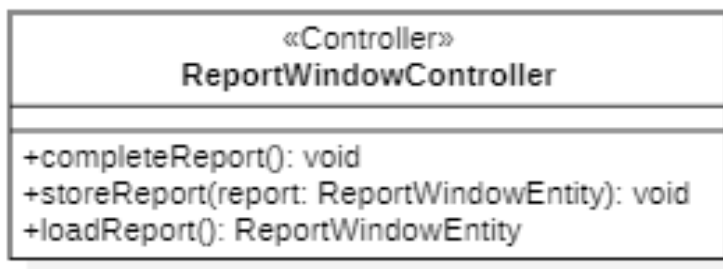 «Controller»
ReportWindowController
+completeReport(): void
+storeReport(report: ReportWindowEntity): void
+loadReport(): ReportWindowEntity